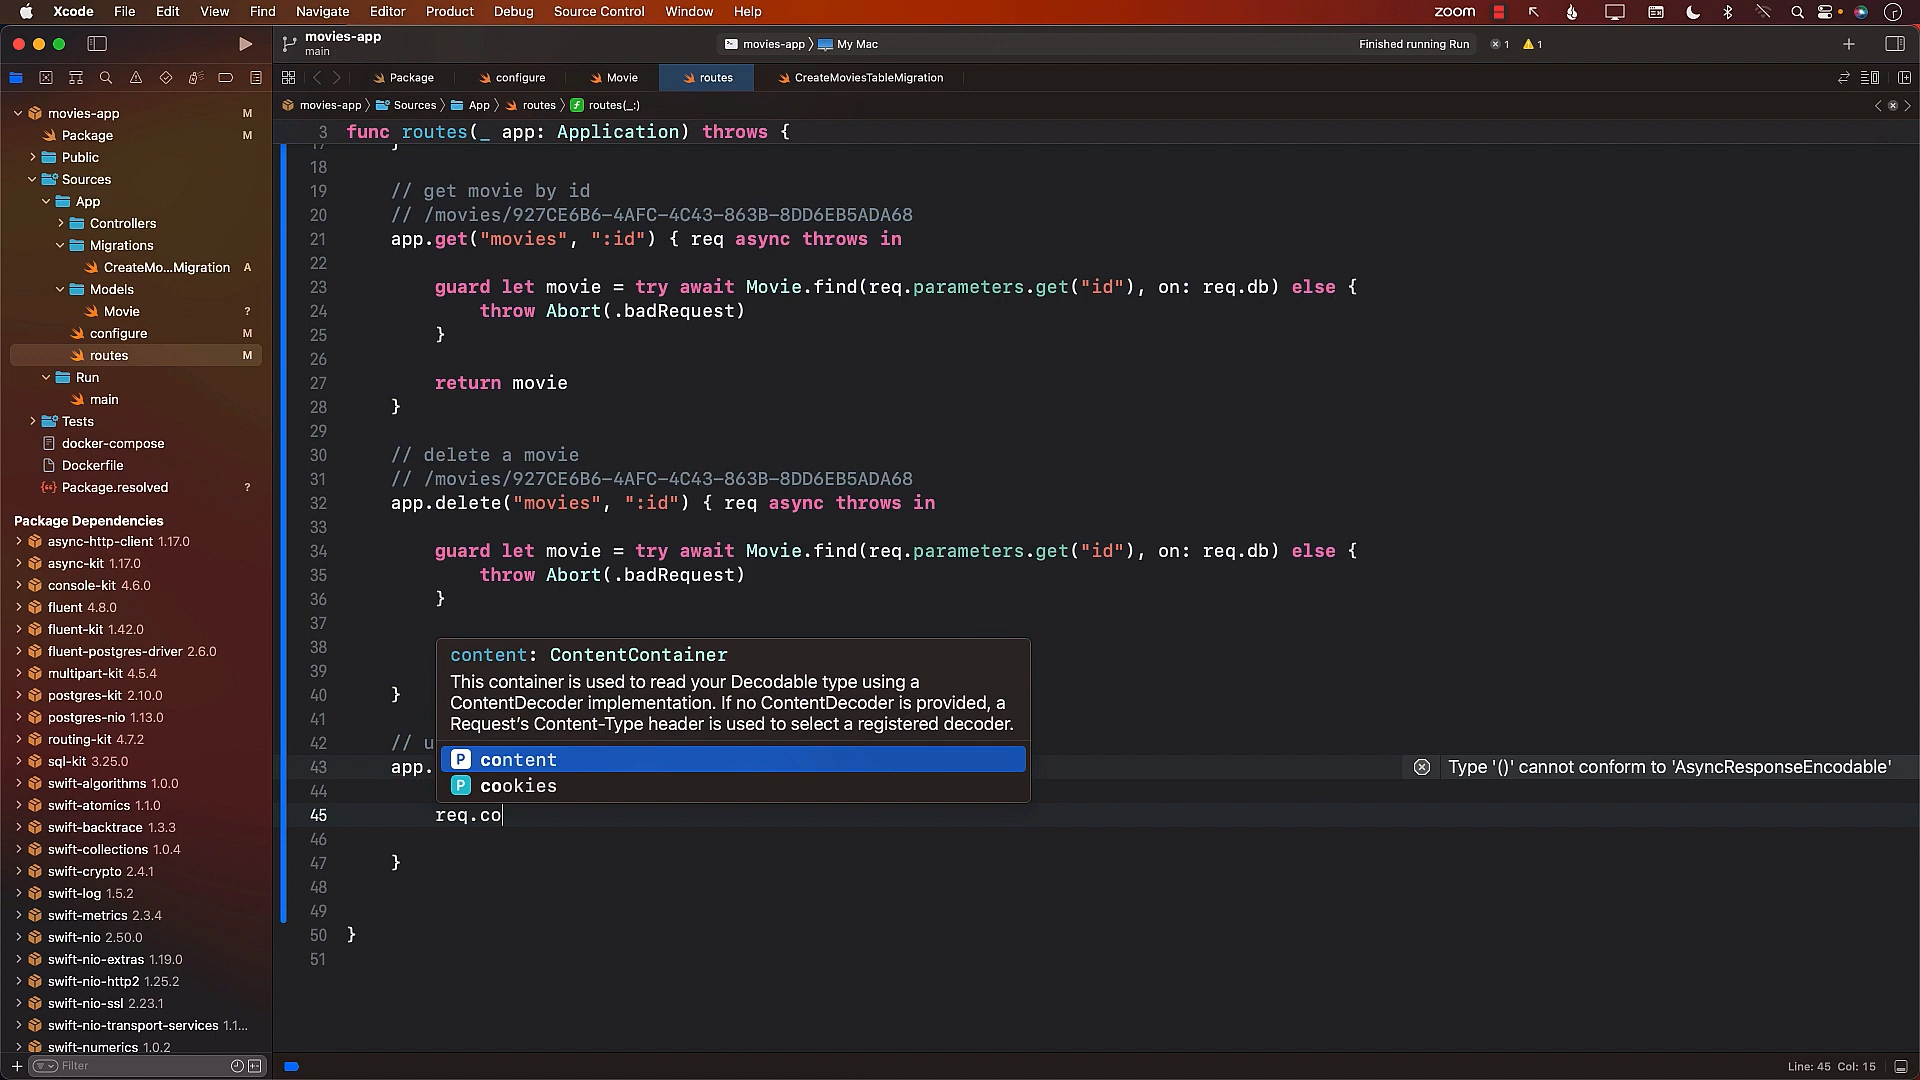 Xcode File Edit View Find Navigate Editor Product Debug Source Control Window Help zoom
movies-app
main
movies-app My Mac Finished running Run 1 1
Package configure Movie routes CreateMoviesTableMigration
movies-app Sources App routes routes(_:)
movies-app M
Package M
Public
Sources
App
Controllers
Migrations
CreateMo...Migration A
Models
Movie ?
configure M
routes M
Run
main
Tests
docker-compose
Dockerfile
Package.resolved ?
Package Dependencies
async-http-client 1.17.0
async-kit 1.17.0
console-kit 4.6.0
fluent 4.8.0
fluent-kit 1.42.0
fluent-postgres-driver 2.6.0
multipart-kit 4.5.4
postgres-kit 2.10.0
postgres-nio 1.13.0
routing-kit 4.7.2
sql-kit 3.25.0
swift-algorithms 1.0.0
swift-atomics 1.1.0
swift-backtrace 1.3.3
swift-collections 1.0.4
swift-crypto 2.4.1
swift-log 1.5.2
swift-metrics 2.3.4
swift-nio 2.50.0
swift-nio-extras 1.19.0
swift-nio-http2 1.25.2
swift-nio-ssl 2.23.1
swift-nio-transport-services 1.1...
swift-numerics 1.0.2
Filter
3 func routes(_ app: Application) throws {
17 }
18
19 // get movie by id
20 // /movies/927CE6B6-4AFC-4C43-863B-8DD6EB5ADA68
21 app.get("movies", ":id") { req async throws in
22
23 guard let movie = try await Movie.find(req.parameters.get("id"), on: req.db) else {
24 throw Abort(.badRequest)
25 }
26
27 return movie
28 }
29
30 // delete a movie
31 // /movies/927CE6B6-4AFC-4C43-863B-8DD6EB5ADA68
32 app.delete("movies", ":id") { req async throws in
33
34 guard let movie = try await Movie.find(req.parameters.get("id"), on: req.db) else {
35 throw Abort(.badRequest)
36 }
37
38
39
40 }
41
42 // u
43 app. Type '()' cannot conform to 'AsyncResponseEncodable'
44
45 req.co
46
47 }
48
49
50 }
51
content: ContentContainer
This container is used to read your Decodable type using a
ContentDecoder implementation. If no ContentDecoder is provided, a
Request's Content-Type header is used to select a registered decoder.
P content
P cookies
Line: 45 Col: 15